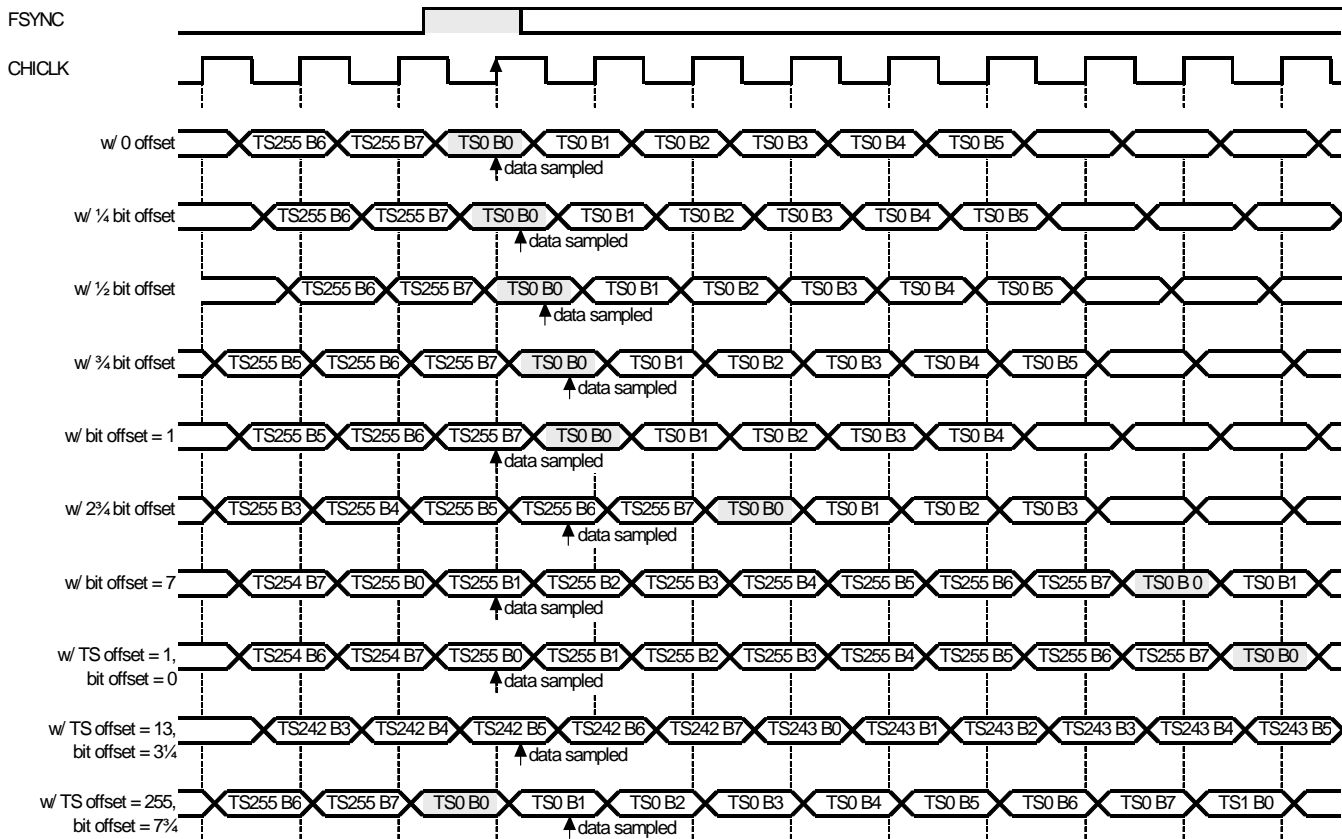 FSYNC
CHICLK
w/ 0 offset TS255 B6 TS255 B7 TS0 B0 TS0 B1 TS0 B2 TS0 B3 TS0 B4 TS0 B5
data sampled
w/ ¼ bit offset TS255 B6 TS255 B7 TS0 B0 TS0 B1 TS0 B2 TS0 B3 TS0 B4 TS0 B5
data sampled
w/ ½ bit offset TS255 B6 TS255 B7 TS0 B0 TS0 B1 TS0 B2 TS0 B3 TS0 B4 TS0 B5
data sampled
w/ ¾ bit offset TS255 B5 TS255 B6 TS255 B7 TS0 B0 TS0 B1 TS0 B2 TS0 B3 TS0 B4 TS0 B5
data sampled
w/ bit offset = 1 TS255 B5 TS255 B6 TS255 B7 TS0 B0 TS0 B1 TS0 B2 TS0 B3 TS0 B4
data sampled
w/ 2¾ bit offset TS255 B3 TS255 B4 TS255 B5 TS255 B6 TS255 B7 TS0 B0 TS0 B1 TS0 B2 TS0 B3
data sampled
w/ bit offset = 7 TS254 B7 TS255 B0 TS255 B1 TS255 B2 TS255 B3 TS255 B4 TS255 B5 TS255 B6 TS255 B7 TS0 B 0 TS0 B1
data sampled
w/ TS offset = 1, TS254 B6 TS254 B7 TS255 B0 TS255 B1 TS255 B2 TS255 B3 TS255 B4 TS255 B5 TS255 B6 TS255 B7 TS0 B0
bit offset = 0 data sampled
w/ TS offset = 13, TS242 B3 TS242 B4 TS242 B5 TS242 B6 TS242 B7 TS243 B0 TS243 B1 TS243 B2 TS243 B3 TS243 B4 TS243 B5
bit offset = 3¼ data sampled
w/ TS offset = 255, TS255 B6 TS255 B7 TS0 B0 TS0 B1 TS0 B2 TS0 B3 TS0 B4 TS0 B5 TS0 B6 TS0 B7 TS1 B0
bit offset = 7¾ data sampled